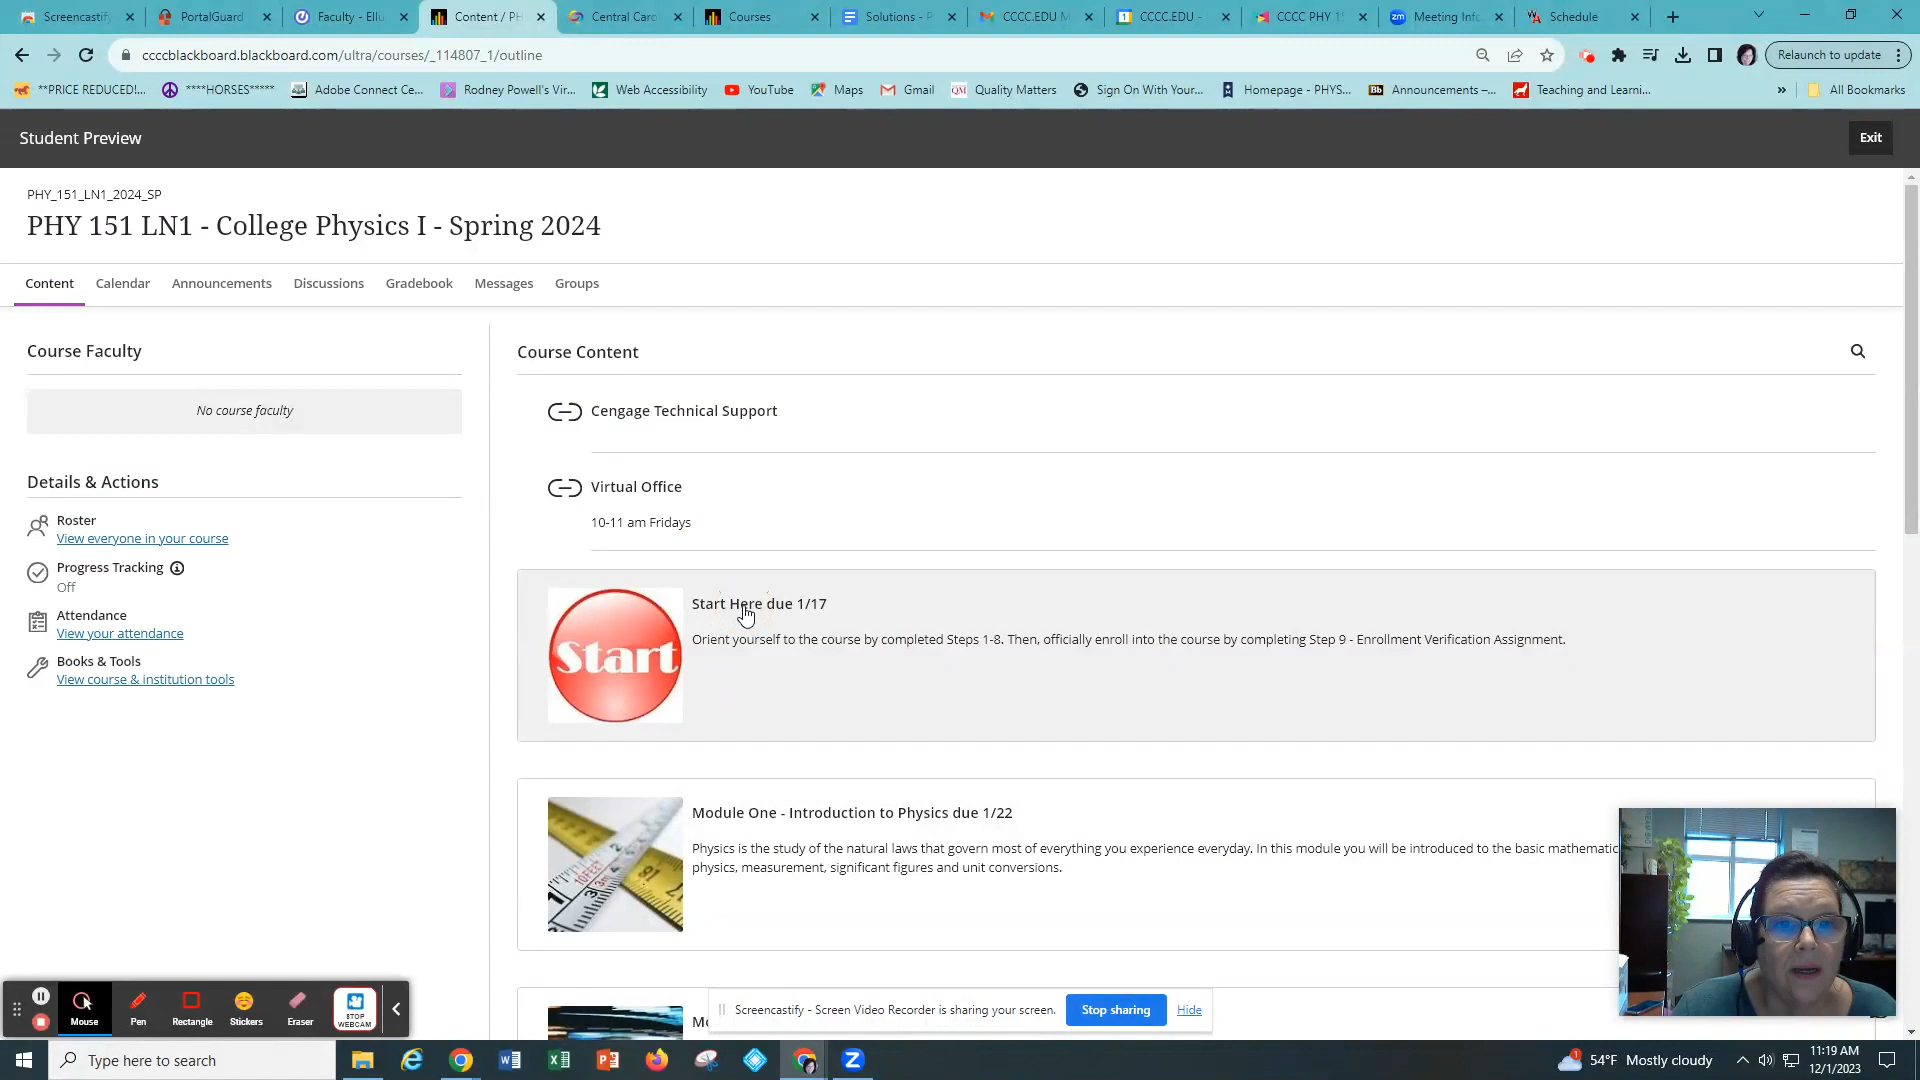 Screencastify
PortalGuard
Faculty - Ellu
Content / PH
Central Caro
Courses
Solutions - P
CCCC.EDU M
CCCC.EDU -
CCCC PHY 1
Meeting Info
Schedule
ccccblackboard.blackboard.com/ultra/courses/_114807_1/outline
Relaunch to update
**PRICE REDUCED!...
****HORSES*****
Adobe Connect Ce...
Rodney Powell's Vir...
Web Accessibility
YouTube
Maps
Gmail
QM Quality Matters
Sign On With Your...
Homepage - PHYS...
Bb Announcements –...
Teaching and Learni...
»
All Bookmarks
Student Preview
Exit
PHY_151_LN1_2024_SP
PHY 151 LN1 - College Physics I - Spring 2024
Content
Calendar
Announcements
Discussions
Gradebook
Messages
Groups
Course Faculty
No course faculty
Details & Actions
Roster
View everyone in your course
Progress Tracking
Off
Attendance
View your attendance
Books & Tools
View course & institution tools
Course Content
Cengage Technical Support
Virtual Office
10-11 am Fridays
Start
Start Here due 1/17
Orient yourself to the course by completed Steps 1-8. Then, officially enroll into the course by completing Step 9 - Enrollment Verification Assignment.
Module One - Introduction to Physics due 1/22
Physics is the study of the natural laws that govern most of everything you experience everyday. In this module you will be introduced to the basic mathematic
physics, measurement, significant figures and unit conversions.
Mouse
Pen
Rectangle
Stickers
Eraser
STOP
WEBCAM
Screencastify - Screen Video Recorder is sharing your screen.
Stop sharing
Hide
Type here to search
1
54°F Mostly cloudy
11:19 AM
12/1/2023